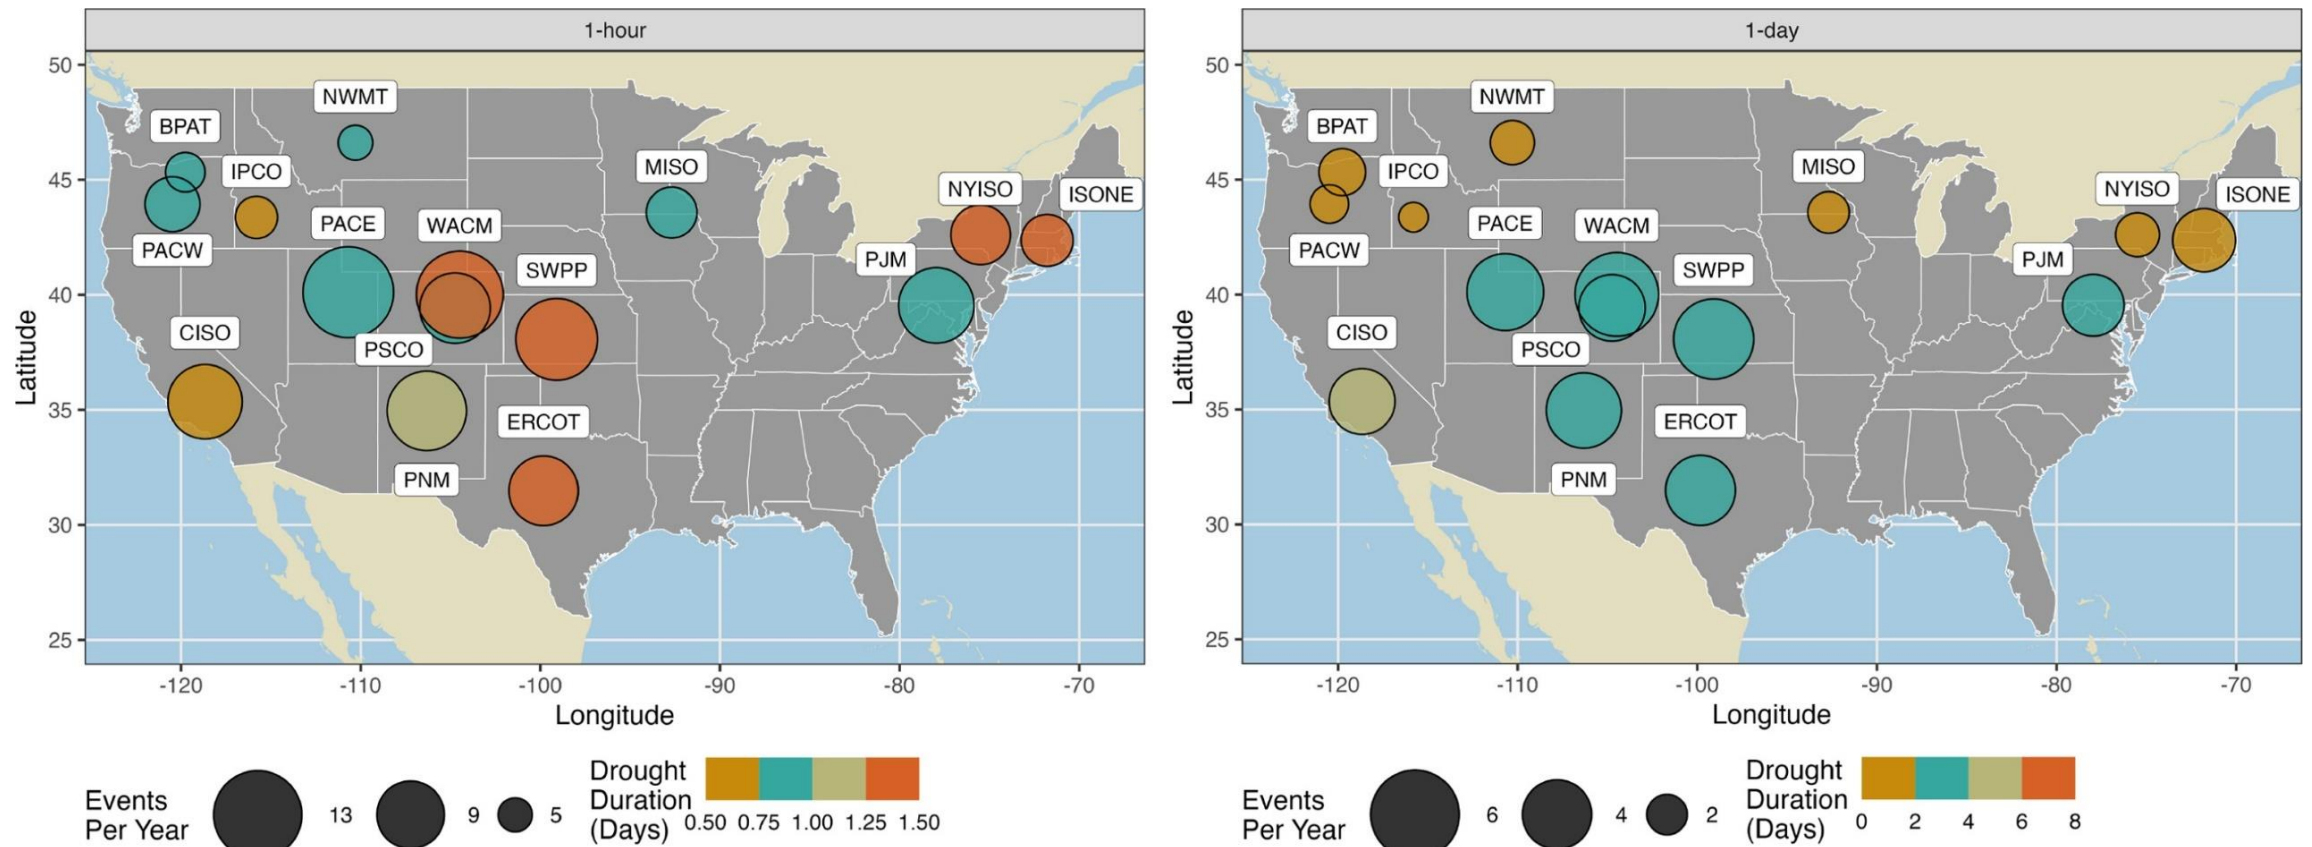 1-hour
50
45
40
35
30
25
Latitude
NWMT
BPAT
IPCO
MISO
NYISO
ISONE
PACE
WACM
PACW
PJM
SWPP
CISO
PSCO
ERCOT
PNM
-120 -110 -100 -90 -80 -70
Longitude
Events
Per Year
13 9 5
Drought
Duration
(Days)
0.50 0.75 1.00 1.25 1.50
1-day
50
45
40
35
30
25
Latitude
NWMT
BPAT
IPCO
MISO
NYISO
ISONE
PACE
WACM
PACW
PJM
SWPP
CISO
PSCO
ERCOT
PNM
-120 -110 -100 -90 -80 -70
Longitude
Events
Per Year
6 4 2
Drought
Duration
(Days)
0 2 4 6 8